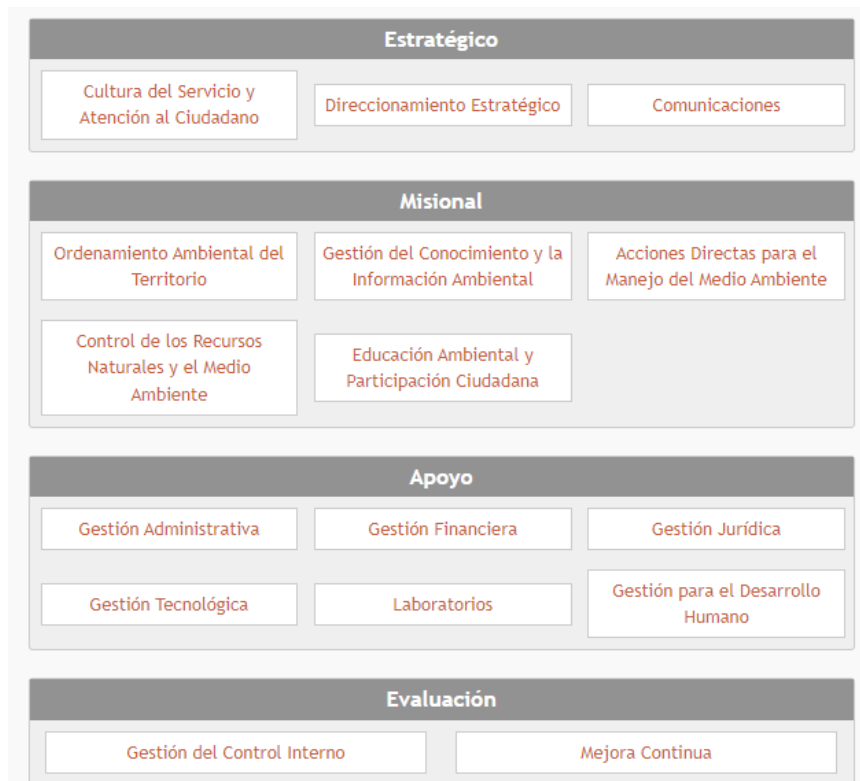 Estratégico
Cultura del Servicio y
Atención al Ciudadano
Direccionamiento Estratégico
Comunicaciones
Misional
Ordenamiento Ambiental del
Territorio
Gestión del Conocimiento y la
Información Ambiental
Acciones Directas para el
Manejo del Medio Ambiente
Control de los Recursos
Naturales y el Medio
Ambiente
Educación Ambiental y
Participación Ciudadana
Apoyo
Gestión Administrativa
Gestión Financiera
Gestión Jurídica
Gestión Tecnológica
Laboratorios
Gestión para el Desarrollo
Humano
Evaluación
Gestión del Control Interno
Mejora Continua